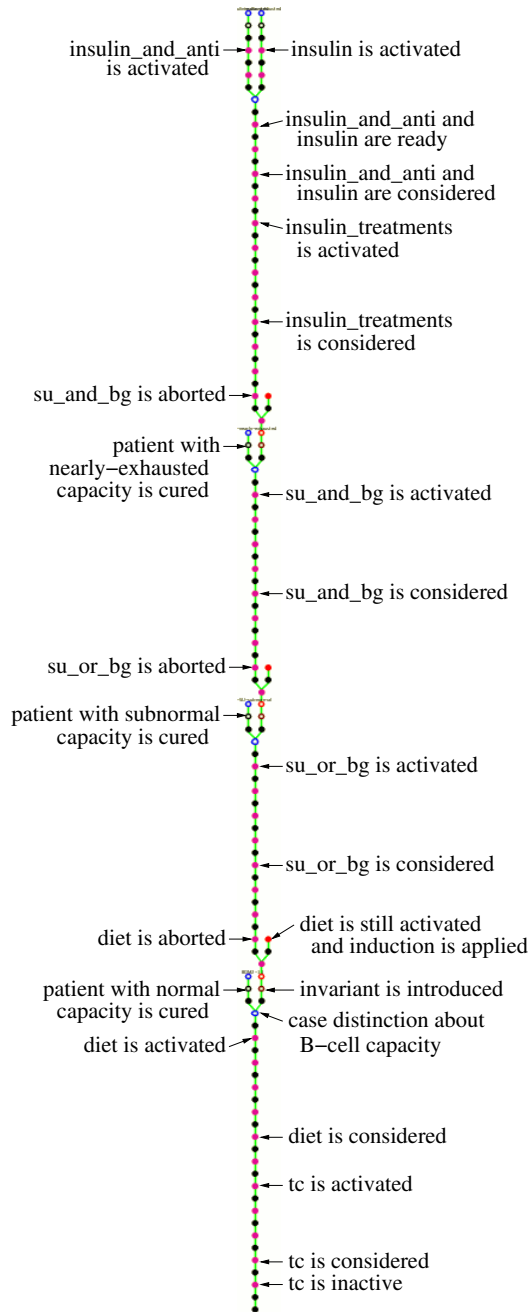 insulin_and_anti
is activated
insulin is activated
insulin_and_anti and
insulin are ready
insulin_and_anti and
insulin are considered
insulin_treatments
is activated
insulin_treatments
is considered
su_and_bg is aborted
patient with
nearly−exhausted
capacity is cured
su_and_bg is activated
su_and_bg is considered
su_or_bg is aborted
patient with subnormal
capacity is cured
su_or_bg is activated
su_or_bg is considered
diet is aborted
diet is still activated
and induction is applied
patient with normal
capacity is cured
invariant is introduced
case distinction about
B−cell capacity
diet is activated
diet is considered
tc is activated
tc is considered
tc is inactive